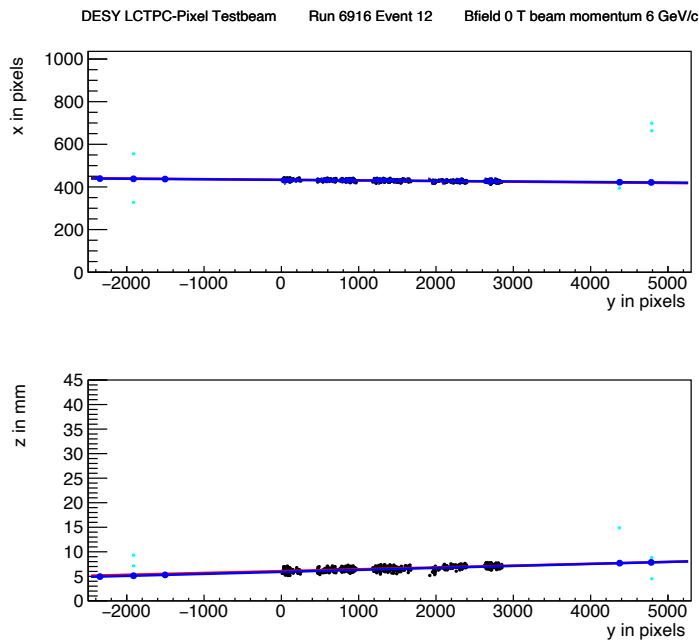 DESY LCTPC-Pixel Testbeam Run 6916 Event 12 Bfield 0 T beam momentum 6 GeV/c
x in pixels
1000
800
600
400
200
0
−2000 −1000 0 1000 2000 3000 4000 5000
y in pixels
z in mm
45
40
35
30
25
20
15
10
5
0
−2000 −1000 0 1000 2000 3000 4000 5000
y in pixels